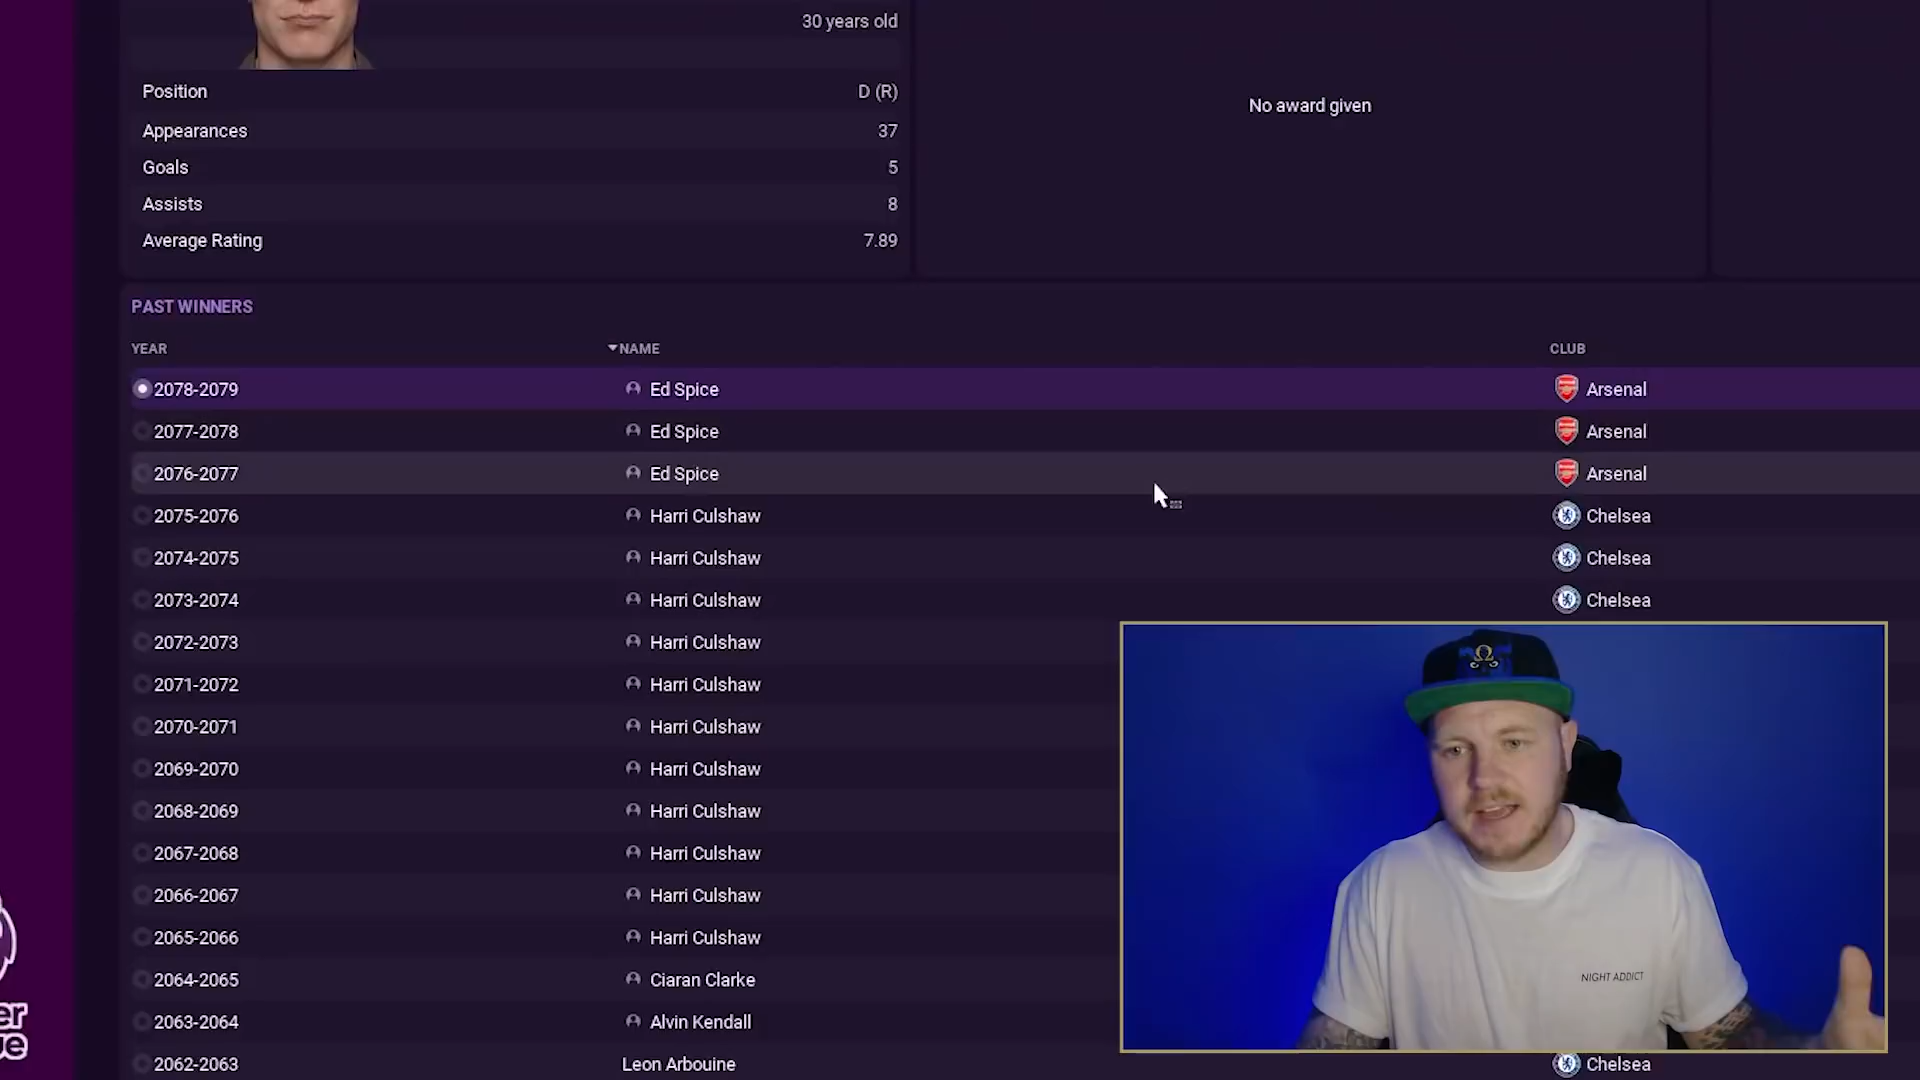 30 years old
Position D (R)
No award given
Appearances 37
Goals 5
Assists 8
Average Rating 7.89
PAST WINNERS
YEAR NAME CLUB
2078-2079 Ed Spice Arsenal
2077-2078 Ed Spice Arsenal
2076-2077 Ed Spice Arsenal
2075-2076 Harri Culshaw Chelsea
2074-2075 Harri Culshaw Chelsea
2073-2074 Harri Culshaw Chelsea
2072-2073 Harri Culshaw
2071-2072 Harri Culshaw
2070-2071 Harri Culshaw
2069-2070 Harri Culshaw
2068-2069 Harri Culshaw
2067-2068 Harri Culshaw
2066-2067 Harri Culshaw
2065-2066 Harri Culshaw
2064-2065 Ciaran Clarke
2063-2064 Alvin Kendall
2062-2063 Leon Arbouine Chelsea
NIGHT ADDICT
er
ue